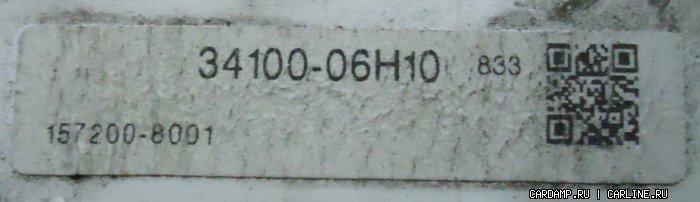 34100-06H10 833
157200-8001
CARDAMP.RU | CARLINE.RU